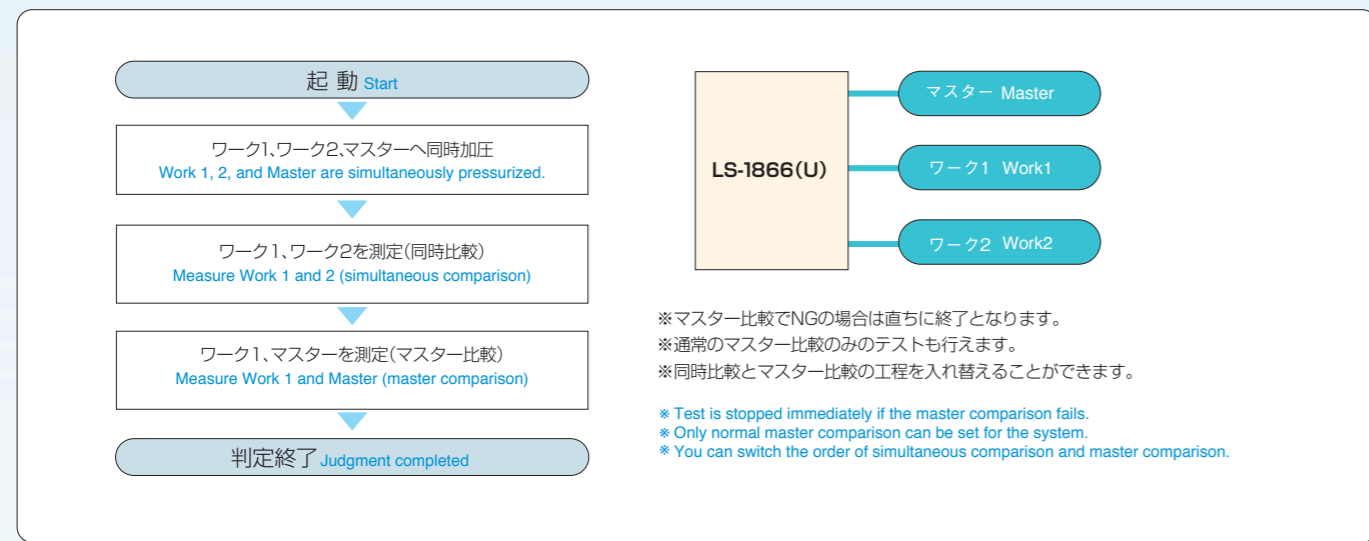 起 動 Start
ワーク1、ワーク2、マスターへ同時加圧
Work 1, 2, and Master are simultaneously pressurized.
ワーク1、ワーク2を測定(同時比較)
Measure Work 1 and 2 (simultaneous comparison)
ワーク1、マスターを測定(マスター比較)
Measure Work 1 and Master (master comparison)
判定終了 Judgment completed
LS-1866(U)
マスター Master
ワーク1 Work1
ワーク2 Work2
※マスター比較でNGの場合は直ちに終了となります。
※通常のマスター比較のみのテストも行えます。
※同時比較とマスター比較の工程を入れ替えることができます。
※ Test is stopped immediately if the master comparison fails.
※ Only normal master comparison can be set for the system.
※ You can switch the order of simultaneous comparison and master comparison.